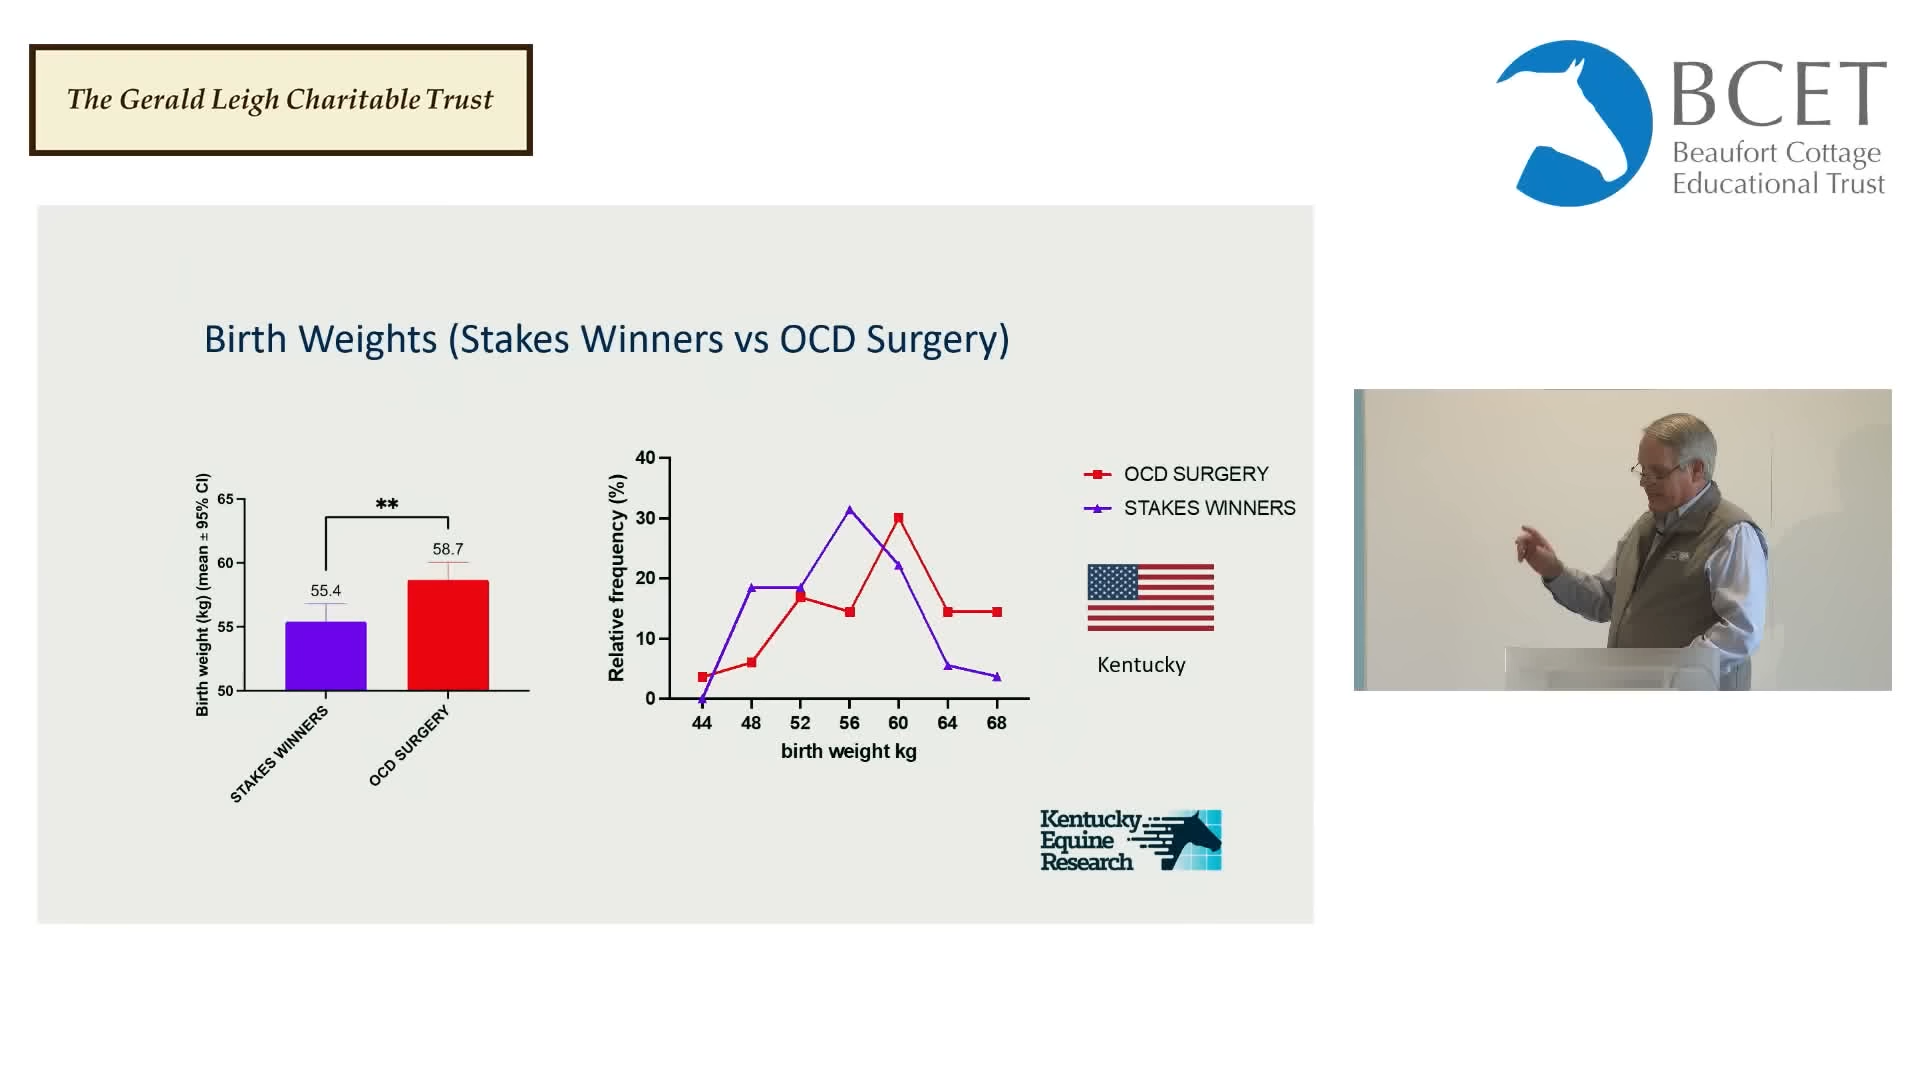 The Gerald Leigh Charitable Trust
BCET
Beaufort Cottage
Educational Trust
Birth Weights (Stakes Winners vs OCD Surgery)
Birth weight (kg) (mean ± 95% CI)
65
60
55
50
**
55.4
58.7
STAKES WINNERS
OCD SURGERY
Relative frequency (%)
40
30
20
10
0
44 48 52 56 60 64 68
birth weight kg
OCD SURGERY
STAKES WINNERS
Kentucky
Kentucky
Equine
Research